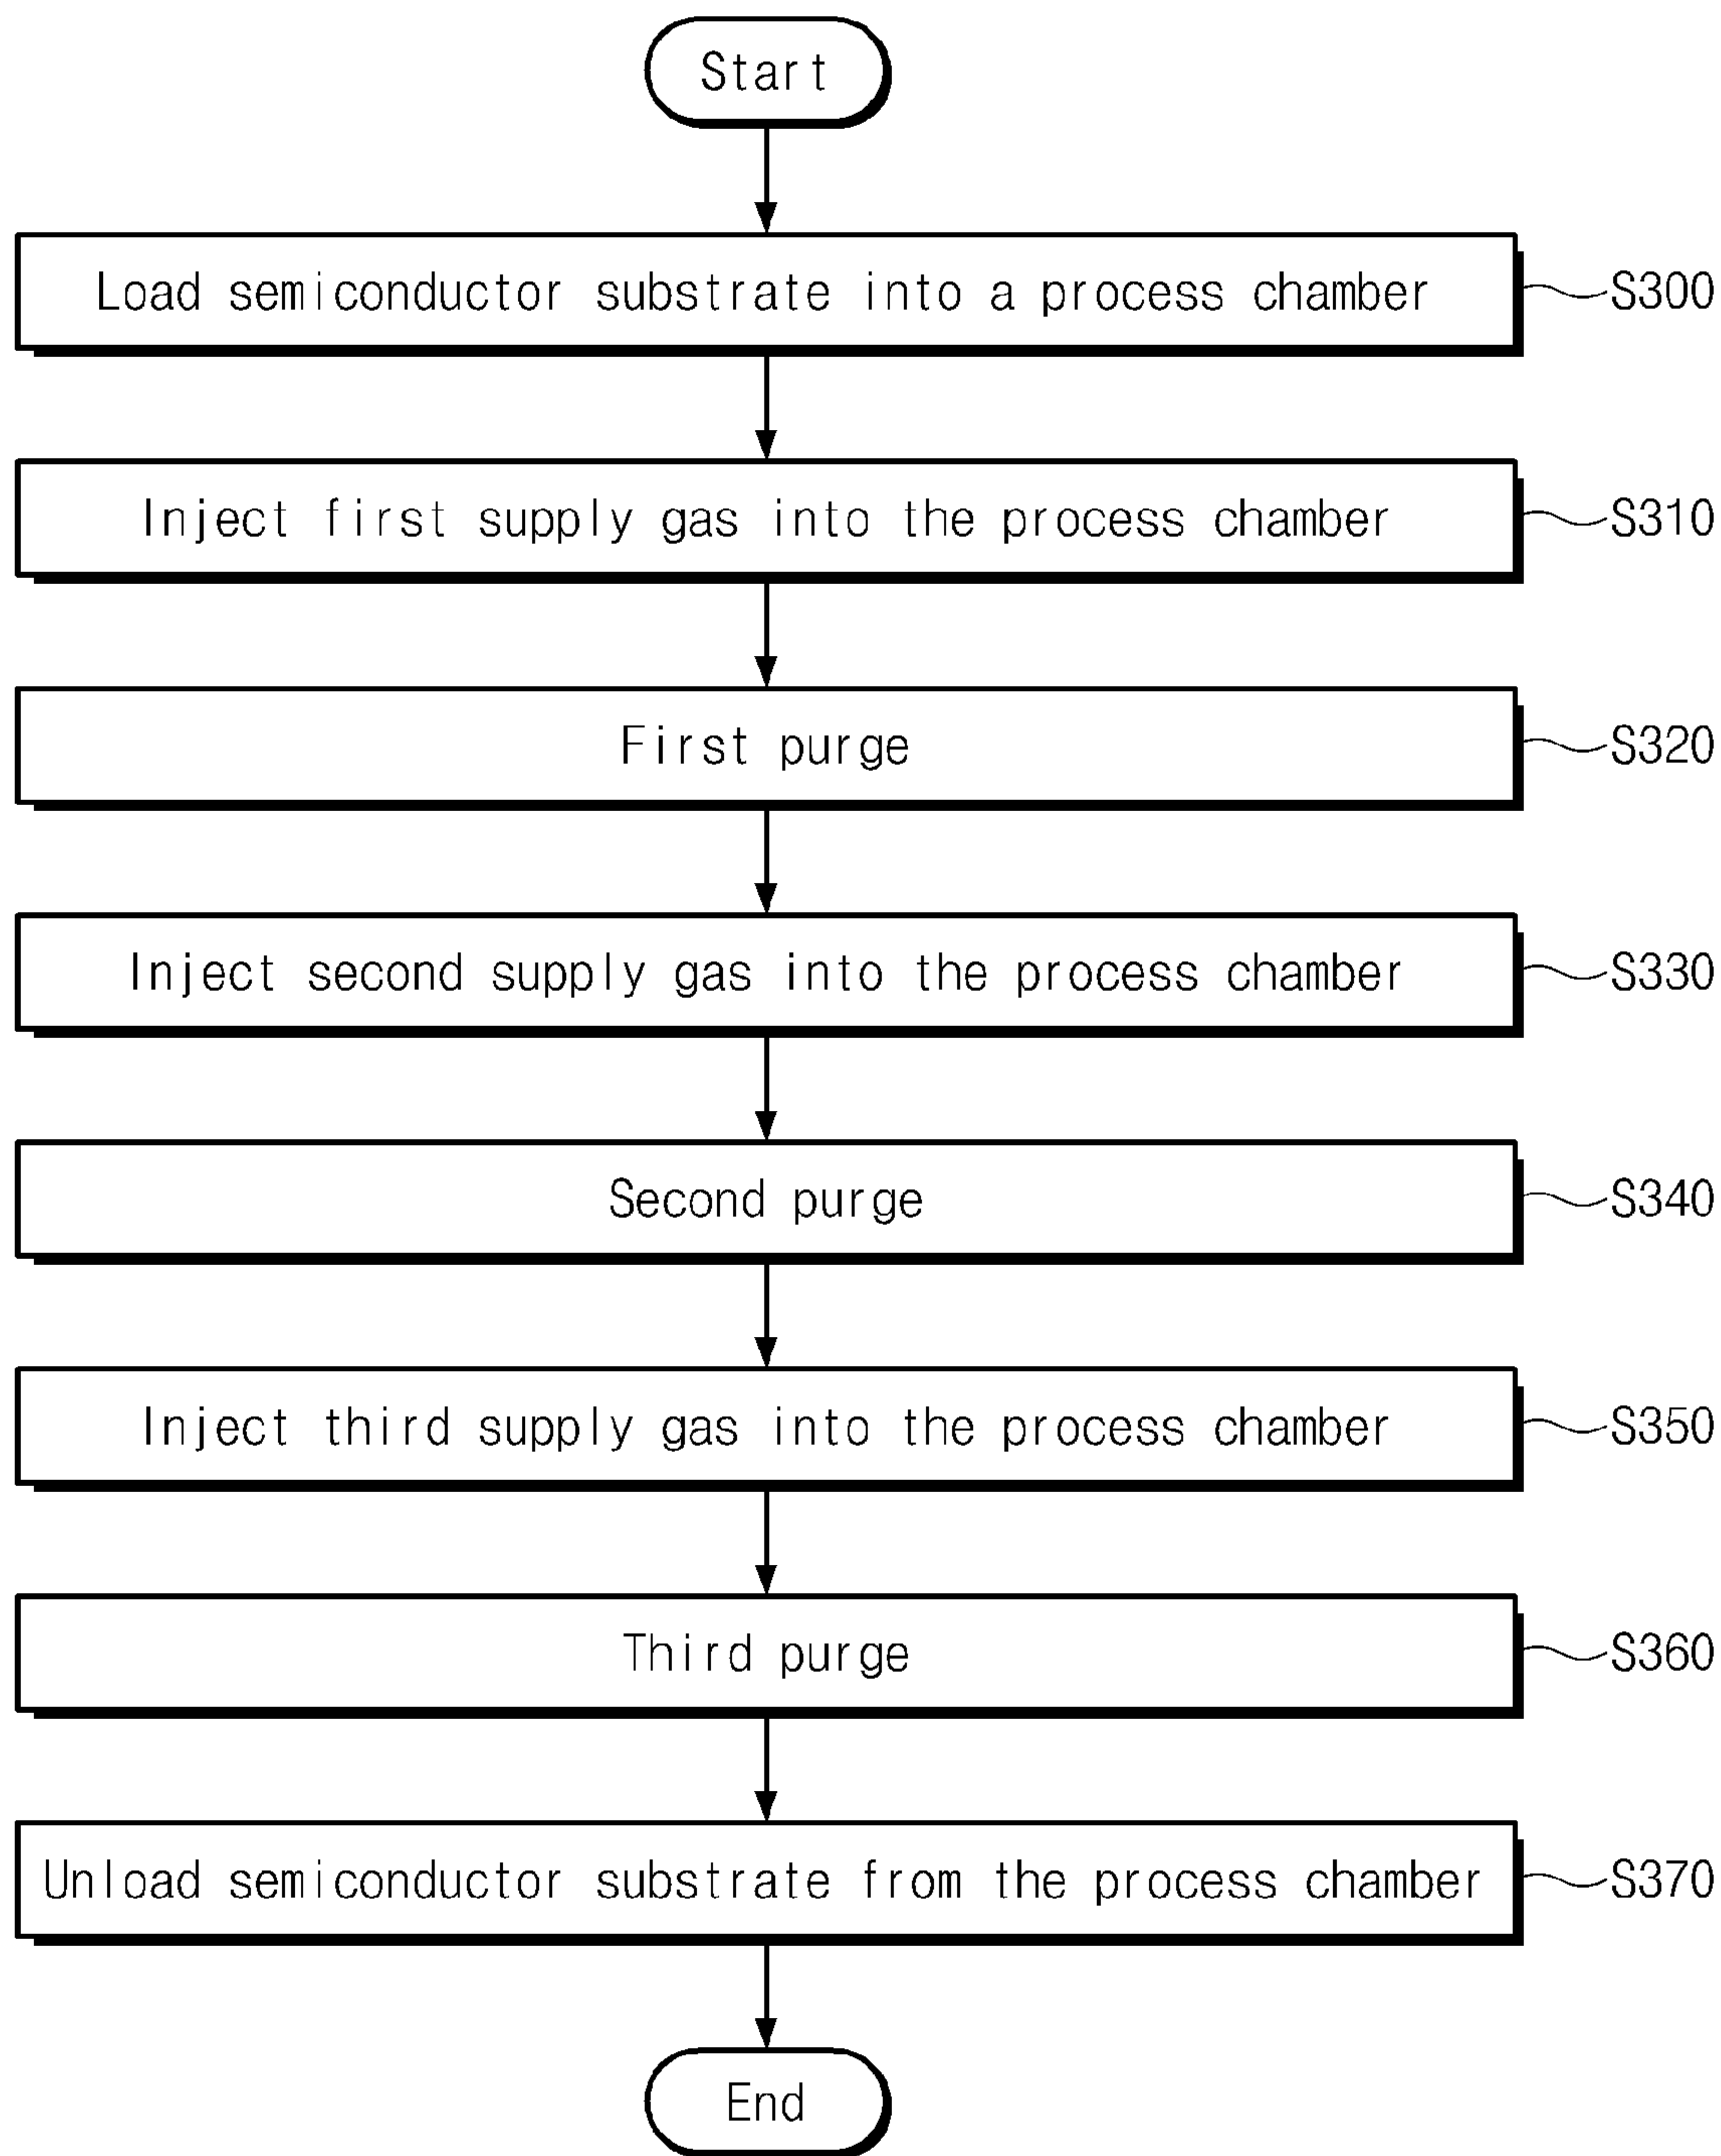 Start
Load semiconductor substrate into a process chamber
S300
Inject first supply gas into the process chamber
S310
First purge
S320
Inject second supply gas into the process chamber
S330
Second purge
S340
Inject third supply gas into the process chamber
S350
Third purge
S360
Unload semiconductor substrate from the process chamber
S370
End